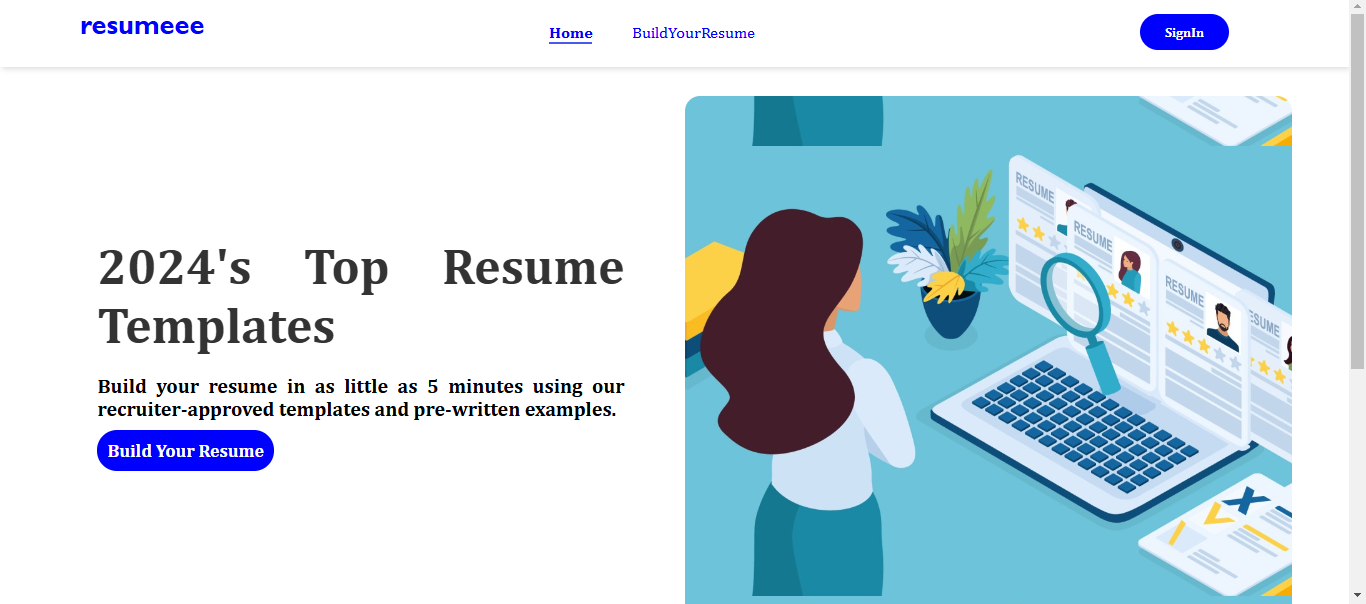 resumeee
Home
BuildYourResume
SignIn
2024's Top Resume
Templates
Build your resume in as little as 5 minutes using our
recruiter-approved templates and pre-written examples.
Build Your Resume
RESUME
RESUME
RESUME
ESUME